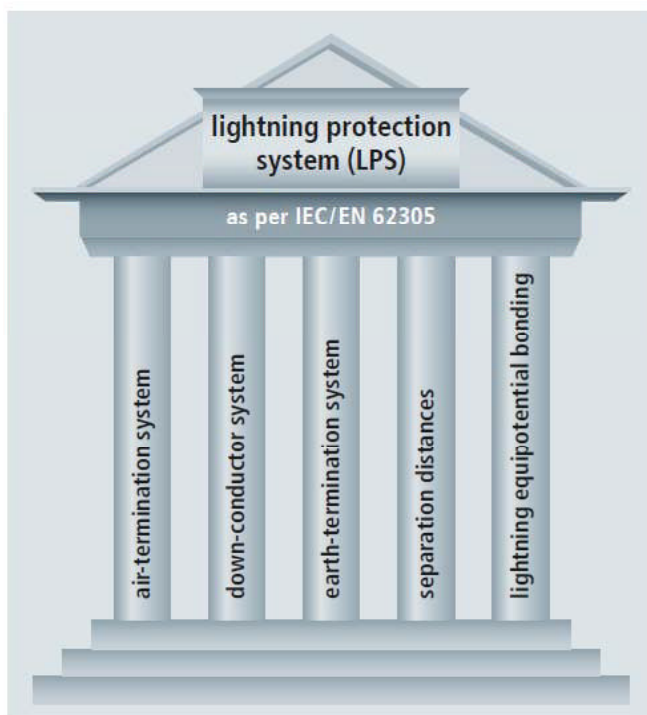 lightning protection
system (LPS)
as per IEC/EN 62305
air-termination system
down-conductor system
earth-termination system
separation distances
lightning equipotential bonding